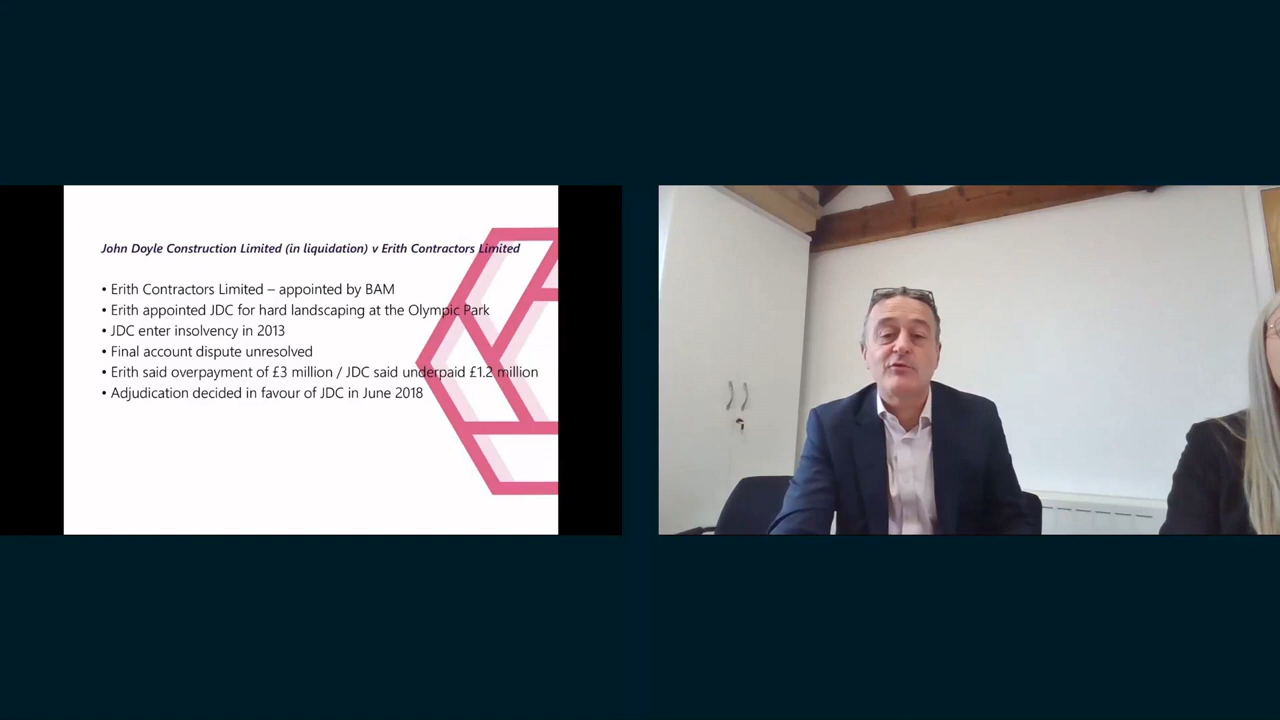 John Doyle Construction Limited (in liquidation) v Erith Contractors Limited
• Erith Contractors Limited – appointed by BAM
• Erith appointed JDC for hard landscaping at the Olympic Park
• JDC enter insolvency in 2013
• Final account dispute unresolved
• Erith said overpayment of £3 million / JDC said underpaid £1.2 million
• Adjudication decided in favour of JDC in June 2018